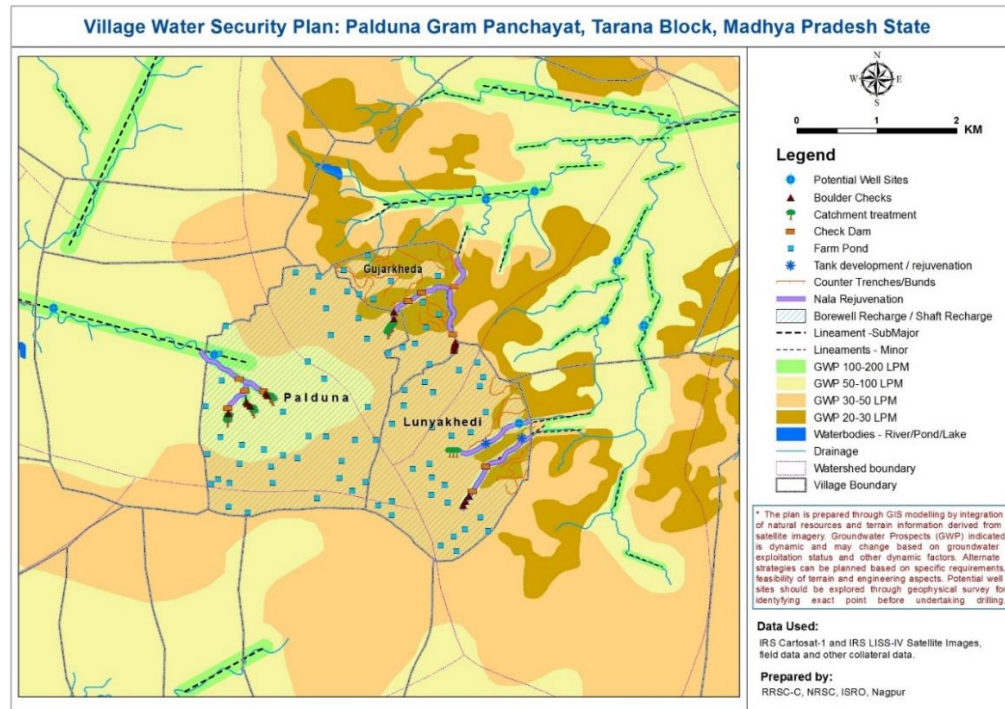 Village Water Security Plan: Palduna Gram Panchayat, Tarana Block, Madhya Pradesh State
Gujarkheda
Palduna
Lunyakhedi
N
W E
S
0 1 2
KM
Legend
Potential Well Sites
Boulder Checks
Catchment treatment
Check Dam
Farm Pond
Tank development / rejuvenation
Counter Trenches/Bunds
Nala Rejuvenation
Borewell Recharge / Shaft Recharge
Lineament -SubMajor
Lineaments - Minor
GWP 100-200 LPM
GWP 50-100 LPM
GWP 30-50 LPM
GWP 20-30 LPM
Waterbodies - River/Pond/Lake
Drainage
Watershed boundary
Village Boundary
* The plan is prepared through GIS modelling by integration
of natural resources and terrain information derived from
satellite imagery. Groundwater Prospects (GWP) indicated
is dynamic and may change based on groundwater
exploitation status and other dynamic factors. Alternate
strategies can be planned based on specific requirements,
feasibility of terrain and engineering aspects. Potential well
sites should be explored through geophysical survey for
identyfying exact point before undertaking drilling.
Data Used:
IRS Cartosat-1 and IRS LISS-IV Satellite Images,
field data and other collateral data.
Prepared by:
RRSC-C, NRSC, ISRO, Nagpur